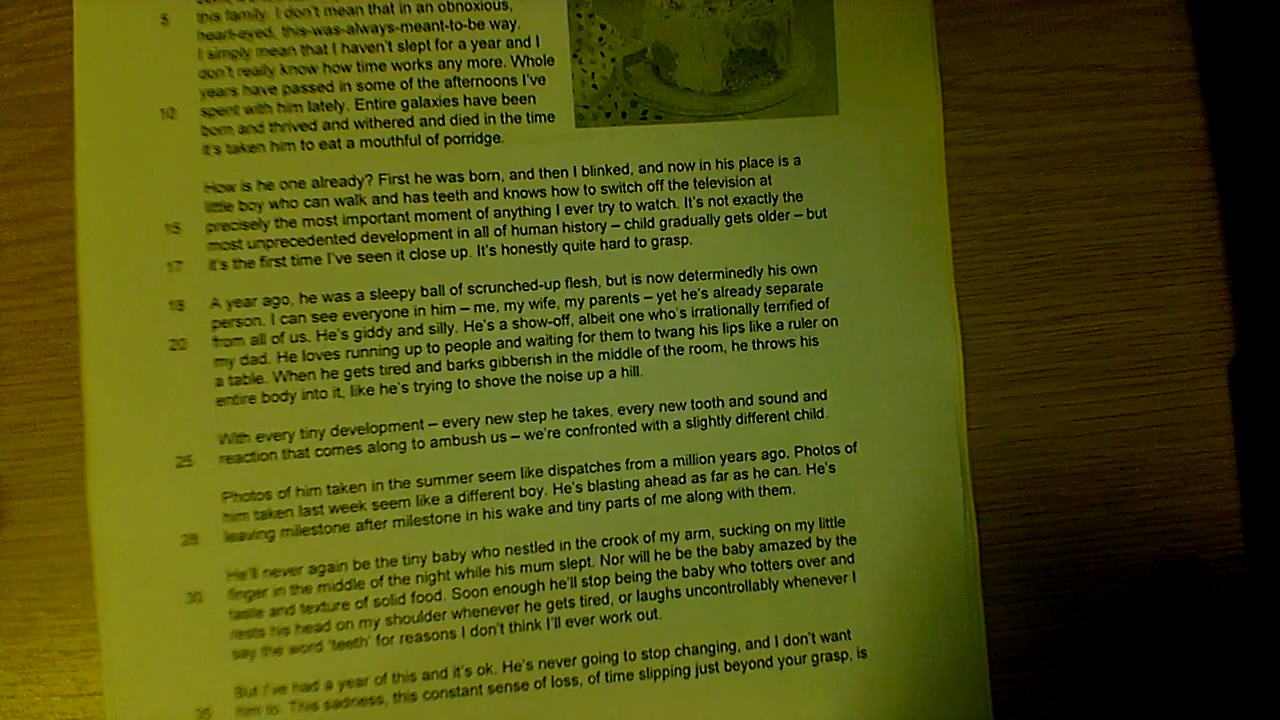 5 this family. I don't mean that in an obnoxious,
heart-eyed, this-was-always-meant-to-be way.
I simply mean that I haven't slept for a year and I
don't really know how time works any more. Whole
years have passed in some of the afternoons I've
10 spent with him lately. Entire galaxies have been
born and thrived and withered and died in the time
it's taken him to eat a mouthful of porridge.
How is he one already? First he was born, and then I blinked, and now in his place is a
little boy who can walk and has teeth and knows how to switch off the television at
15 precisely the most important moment of anything I ever try to watch. It's not exactly the
most unprecedented development in all of human history – child gradually gets older – but
17 it's the first time I've seen it close up. It's honestly quite hard to grasp.
18 A year ago, he was a sleepy ball of scrunched-up flesh, but is now determinedly his own
person. I can see everyone in him – me, my wife, my parents – yet he's already separate
20 from all of us. He's giddy and silly. He's a show-off, albeit one who's irrationally terrified of
my dad. He loves running up to people and waiting for them to twang his lips like a ruler on
a table. When he gets tired and barks gibberish in the middle of the room, he throws his
entire body into it, like he's trying to shove the noise up a hill.
With every tiny development – every new step he takes, every new tooth and sound and
25 reaction that comes along to ambush us – we're confronted with a slightly different child.
Photos of him taken in the summer seem like dispatches from a million years ago. Photos of
him taken last week seem like a different boy. He's blasting ahead as far as he can. He's
28 leaving milestone after milestone in his wake and tiny parts of me along with them.
He'll never again be the tiny baby who nestled in the crook of my arm, sucking on my little
30 finger in the middle of the night while his mum slept. Nor will he be the baby amazed by the
taste and texture of solid food. Soon enough he'll stop being the baby who totters over and
rests his head on my shoulder whenever he gets tired, or laughs uncontrollably whenever I
say the word 'teeth' for reasons I don't think I'll ever work out.
But I've had a year of this and it's ok. He's never going to stop changing, and I don't want
35 him to. This sadness, this constant sense of loss, of time slipping just beyond your grasp, is